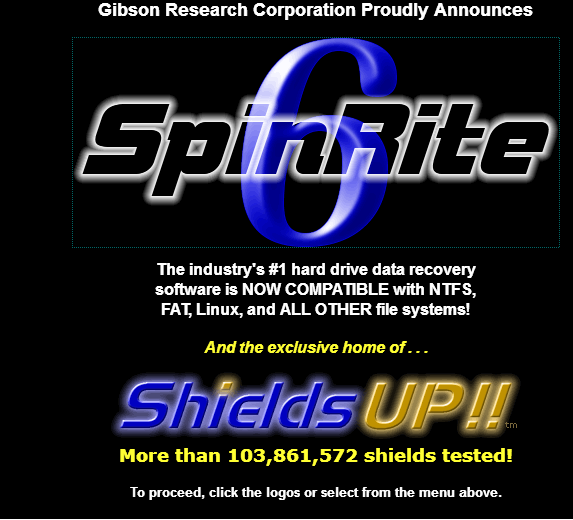 Gibson Research Corporation Proudly Announces
6
SpinRite
The industry's #1 hard drive data recovery
software is NOW COMPATIBLE with NTFS,
FAT, Linux, and ALL OTHER file systems!
And the exclusive home of . . .
ShieldsUP!! tm
More than 103,861,572 shields tested!
To proceed, click the logos or select from the menu above.